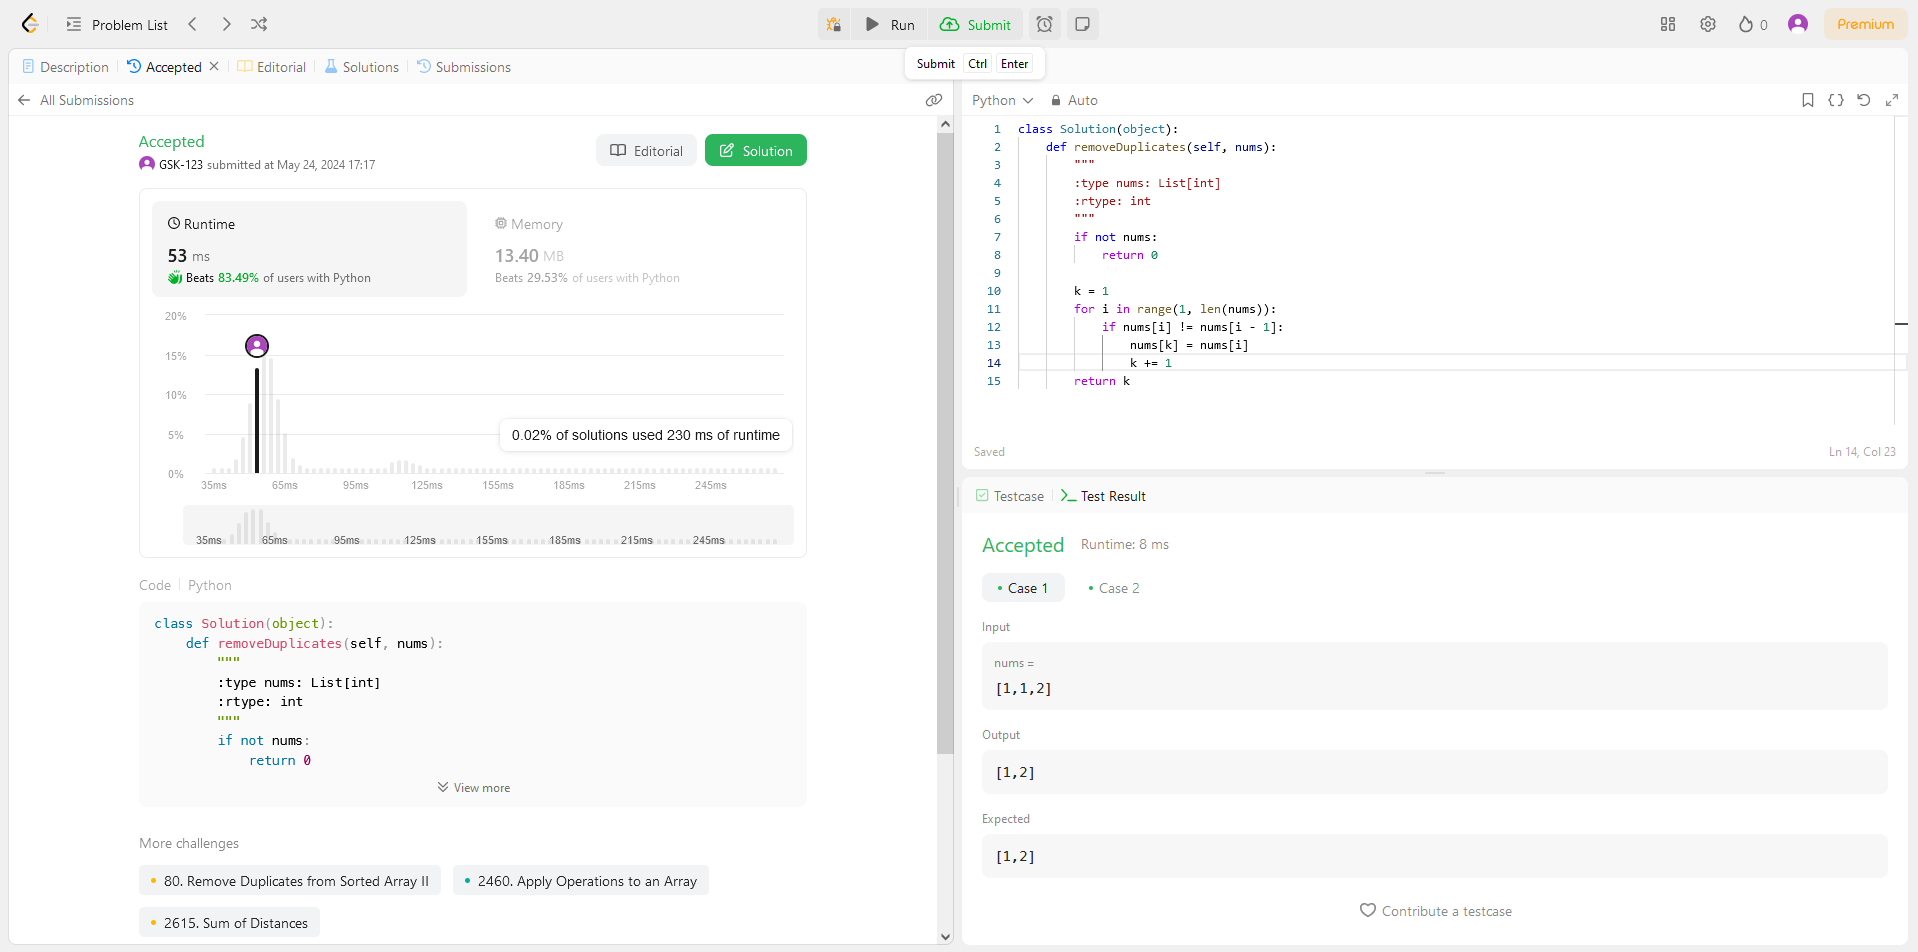 Problem List
Run
Submit
0
Premium
Submit Ctrl Enter
Description
Accepted
Editorial
Solutions
Submissions
All Submissions
Accepted
GSK-123 submitted at May 24, 2024 17:17
Editorial
Solution
Runtime
53 ms
Beats 83.49% of users with Python
Memory
13.40 MB
Beats 29.53% of users with Python
20%
15%
10%
5%
0%
0.02% of solutions used 230 ms of runtime
35ms 65ms 95ms 125ms 155ms 185ms 215ms 245ms
35ms 65ms 95ms 125ms 155ms 185ms 215ms 245ms
Code Python
class Solution(object):
def removeDuplicates(self, nums):
"""
:type nums: List[int]
:rtype: int
"""
if not nums:
return 0
View more
More challenges
80. Remove Duplicates from Sorted Array II
2460. Apply Operations to an Array
2615. Sum of Distances
Python
Auto
1 class Solution(object):
2 def removeDuplicates(self, nums):
3 """
4 :type nums: List[int]
5 :rtype: int
6 """
7 if not nums:
8 return 0
9
10 k = 1
11 for i in range(1, len(nums)):
12 if nums[i] != nums[i - 1]:
13 nums[k] = nums[i]
14 k += 1
15 return k
Saved
Ln 14, Col 23
Testcase
Test Result
Accepted
Runtime: 8 ms
Case 1
Case 2
Input
nums =
[1,1,2]
Output
[1,2]
Expected
[1,2]
Contribute a testcase